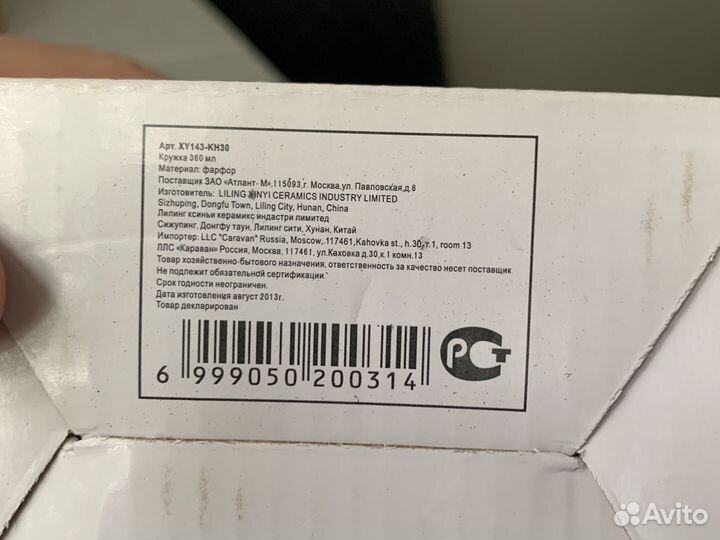 Арт. XY143-KH30
Кружка 360 мл
Материал: фарфор
Поставщик ЗАО «Атлант- М»,115093,г. Москва,ул. Павловская,д.6
Изготовитель: LILING XINYI CERAMICS INDUSTRY LIMITED
Sizhuping, Dongfu Town, Liling City, Hunan, China
Лилинг ксиньи керамикс индастри лимитед
Сижупинг, Донгфу таун, Лилинг сити, Хунан, Китай
Импортер: LLC "Caravan" Russia, Moscow,117461,Kahovka st., h.30,r.1, room 13
ЛЛС «Караван» Россия, Москва, 117461, ул.Каховка д.30,к.1 комн.13
Товар хозяйственно-бытового назначения, ответственность за качество несет поставщик
Не подлежит обязательной сертификации.
Срок годности неограничен.
Дата изготовления август 2013г.
Товар декларирован
6 999050 200314
РСТ
Avito